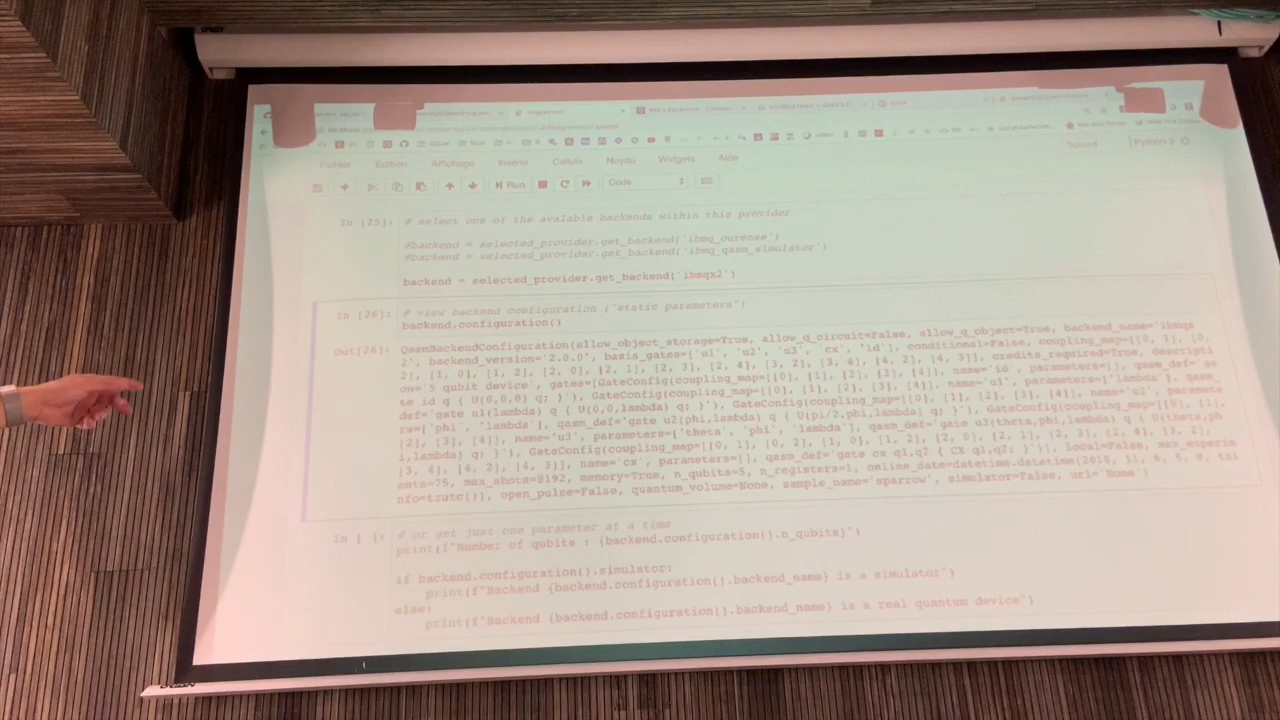 Fichier Edition Affichage Insérer Cellule Noyau Widgets Aide
Trusted Python 3
Run Code
In [25]: # select one of the avalable backends within this provider
#backend = selected_provider.get_backend('ibmq_ourense')
#backend = selected_provider.get_backend('ibmq_qasm_simulator')
backend = selected_provider.get_backend('ibmqx2')
In [26]: # view backend configuration ("static parameters")
backend.configuration()
Out[26]: QasmBackendConfiguration(allow_object_storage=True, allow_q_circuit=False, allow_q_object=True, backend_name='ibmqx
2', backend_version='2.0.0', basis_gates=['u1', 'u2', 'u3', 'cx', 'id'], conditional=False, coupling_map=[[0, 1], [0,
2], [1, 0], [1, 2], [2, 0], [2, 1], [2, 3], [2, 4], [3, 2], [3, 4], [4, 2], [4, 3]], credits_required=True, descripti
on='5 qubit device', gates=[GateConfig(coupling_map=[[0], [1], [2], [3], [4]], name='id', parameters=[], qasm_def='ga
te id q { U(0,0,0) q; }'), GateConfig(coupling_map=[[0], [1], [2], [3], [4]], name='u1', parameters=['lambda'], qasm_
def='gate u1(lambda) q { U(0,0,lambda) q; }'), GateConfig(coupling_map=[[0], [1], [2], [3], [4]], name='u2', paramete
rs=['phi', 'lambda'], qasm_def='gate u2(phi,lambda) q { U(pi/2,phi,lambda) q; }'), GateConfig(coupling_map=[[0], [1],
[2], [3], [4]], name='u3', parameters=['theta', 'phi', 'lambda'], qasm_def='gate u3(theta,phi,lambda) q { U(theta,ph
i,lambda) q; }'), GateConfig(coupling_map=[[0, 1], [0, 2], [1, 0], [1, 2], [2, 0], [2, 1], [2, 3], [2, 4], [3, 2],
[3, 4], [4, 2], [4, 3]], name='cx', parameters=[], qasm_def='gate cx q1,q2 { CX q1,q2; }')], local=False, max_experim
ents=75, max_shots=8192, memory=True, n_qubits=5, n_registers=1, online_date=datetime.datetime(2018, 11, 6, 5, 0, tzi
nfo=tzutc()), open_pulse=False, quantum_volume=None, sample_name='sparrow', simulator=False, url='None')
In [ ]: # or get just one parameter at a time
print(f"Number of qubits : {backend.configuration().n_qubits}")
if backend.configuration().simulator:
print(f"Backend {backend.configuration().backend_name} is a simulator")
else:
print(f"Backend {backend.configuration().backend_name} is a real quantum device")